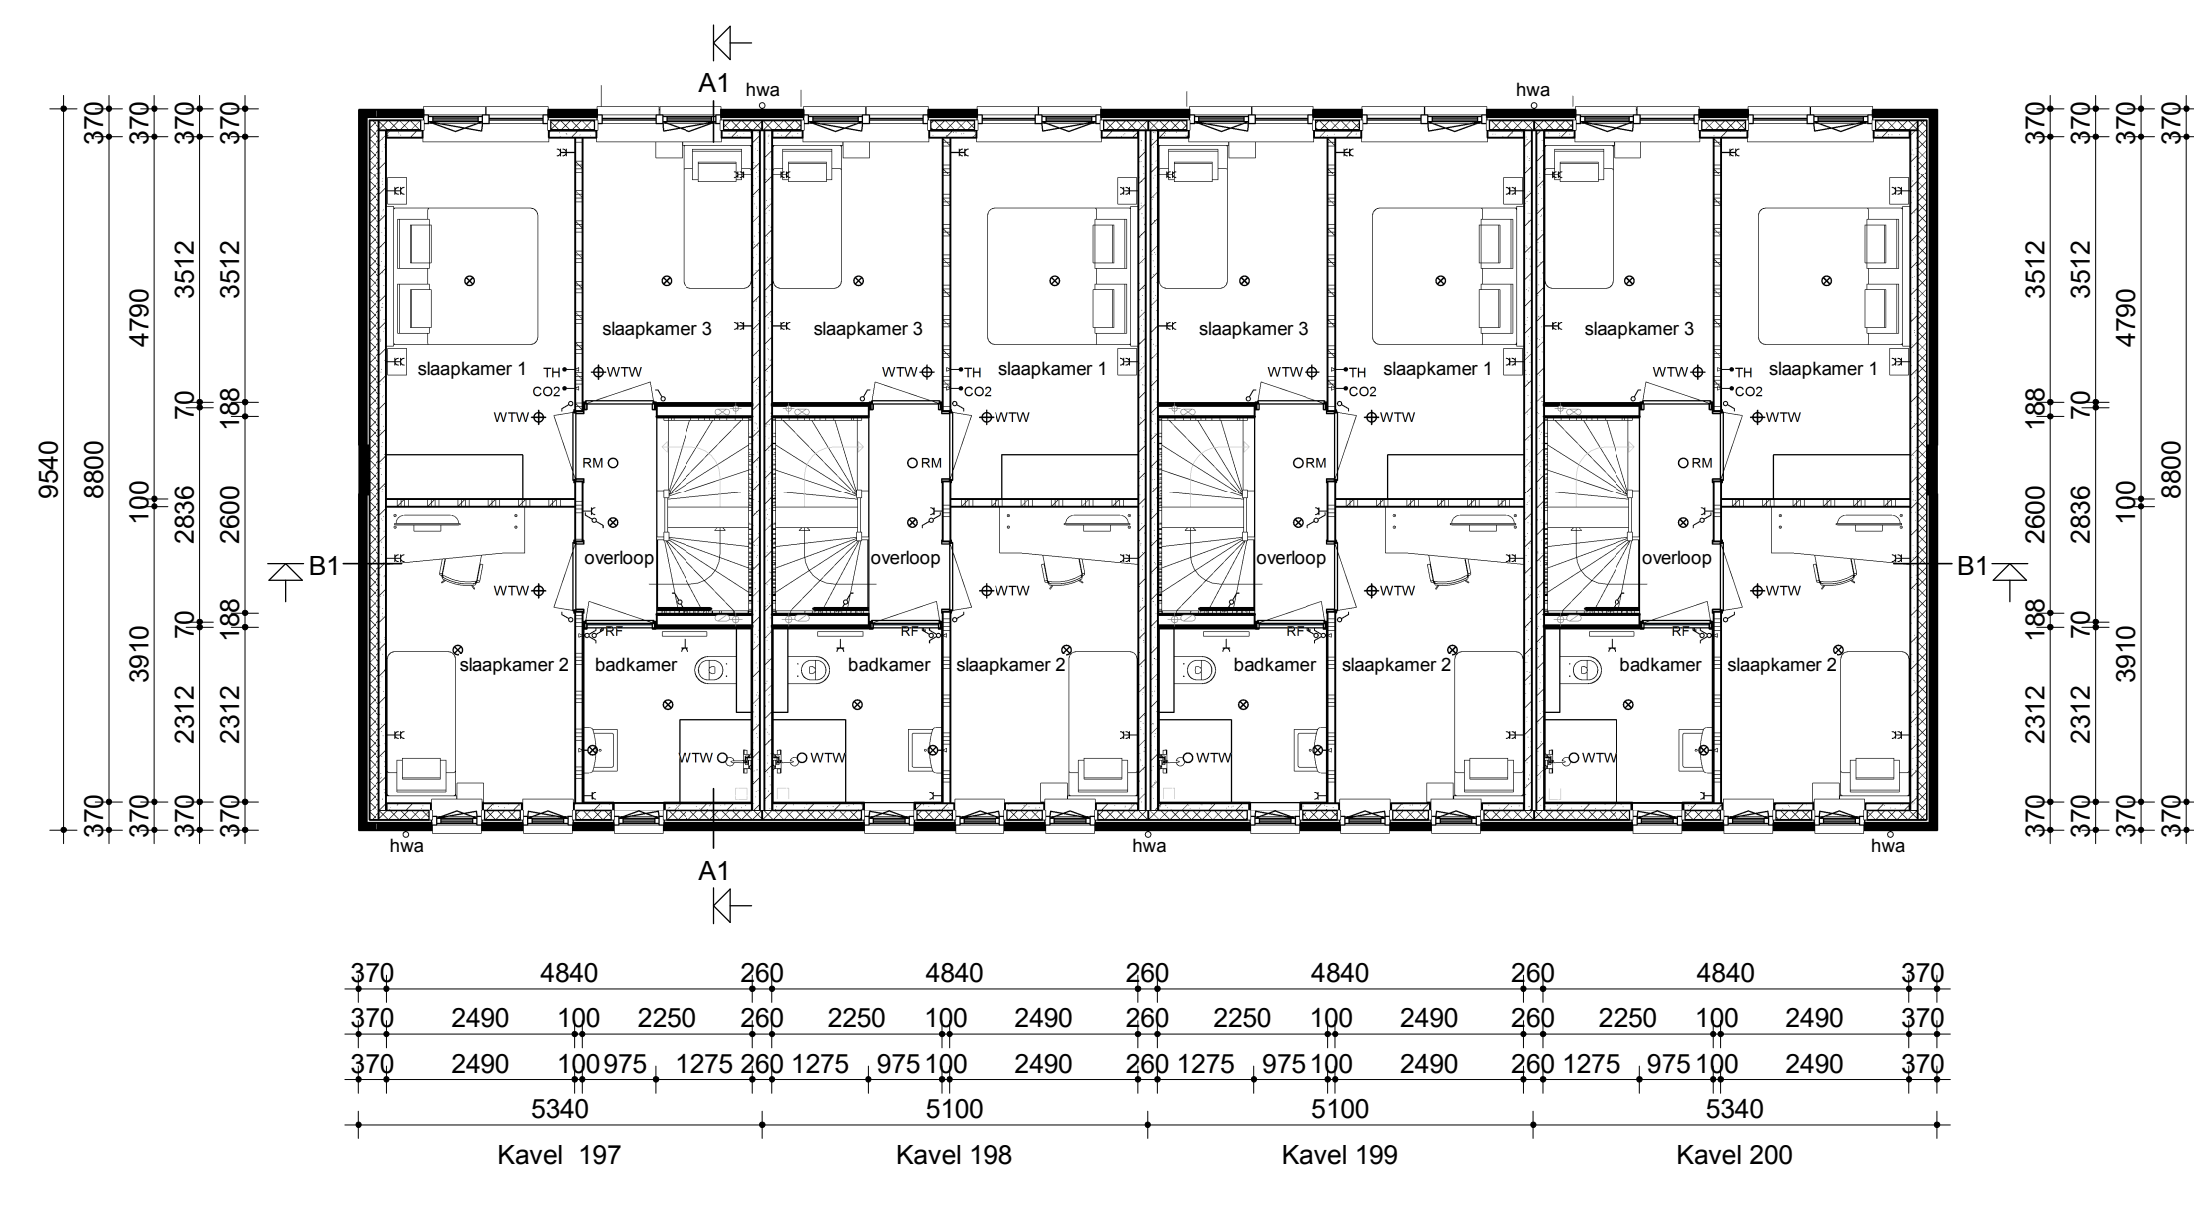 A1
hwa hwa
370 370 370 370 370 370 370 370
slaapkamer 3 slaapkamer 3 slaapkamer 3 slaapkamer 3
slaapkamer 1 slaapkamer 1 slaapkamer 1 slaapkamer 1
TH WTW WTW TH WTW TH WTW TH
CO2 CO2 CO2 CO2
WTW WTW WTW WTW
9540 8800 4790 3512 3512 3512 3512 4790 8800
70 188 188 70
RM RM RM RM
100 2836 2600 2600 2836 100
overloop overloop overloop overloop
B1 B1
WTW WTW WTW WTW
70 188 188 70
RF RF RF RF
slaapkamer 2 badkamer badkamer slaapkamer 2 badkamer slaapkamer 2 badkamer slaapkamer 2
3910 2312 2312 2312 2312 3910
WTW WTW WTW WTW
370 370 370 370 370 370 370 370
hwa hwa hwa
A1
370 4840 260 4840 260 4840 260 4840 370
370 2490 100 2250 260 2250 100 2490 260 2250 100 2490 260 2250 100 2490 370
370 2490 100 975 1275 260 1275 975 100 2490 260 1275 975 100 2490 260 1275 975 100 2490 370
5340 5100 5100 5340
Kavel 197 Kavel 198 Kavel 199 Kavel 200